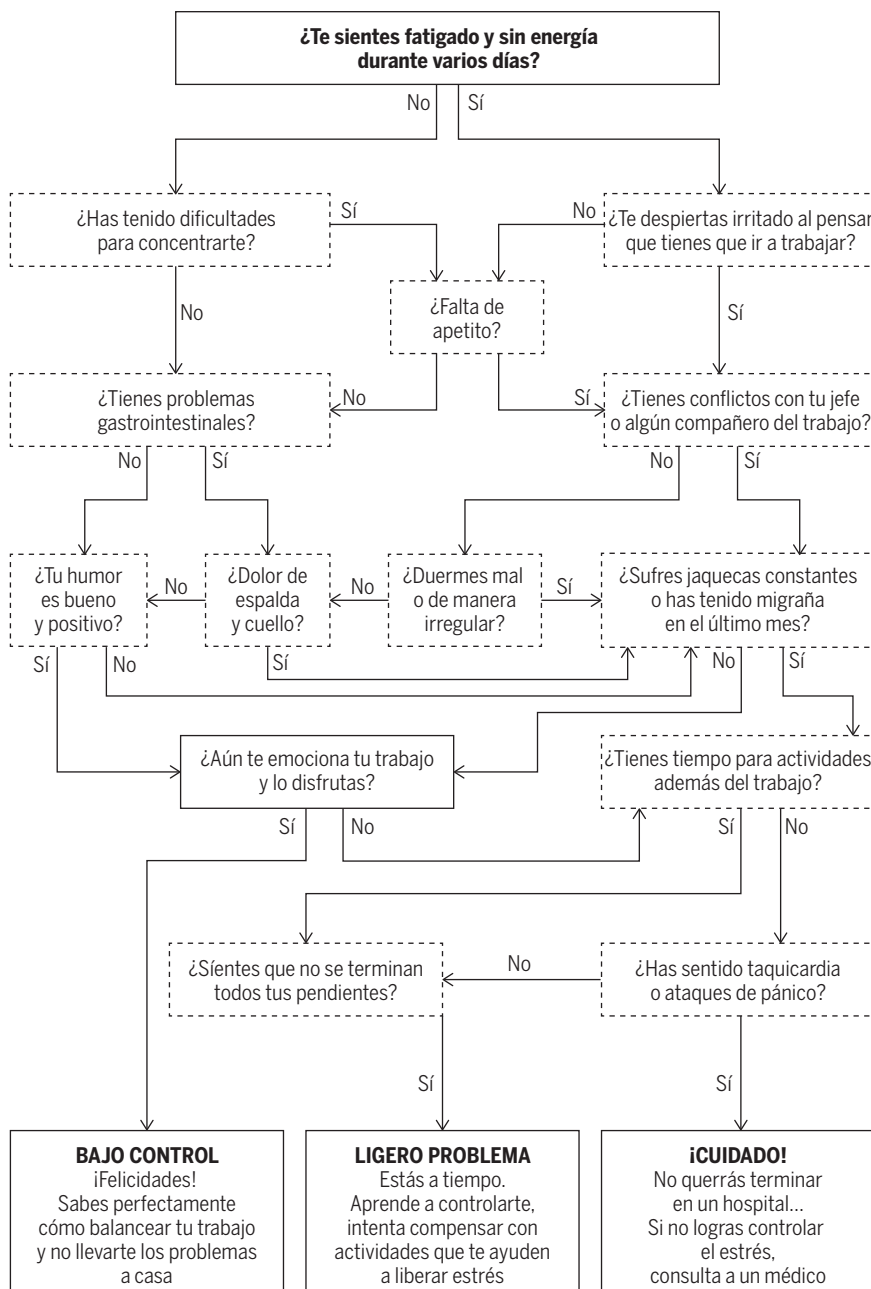 ¿Te sientes fatigado y sin energía
durante varios días?
No
Sí
¿Has tenido dificultades
para concentrarte?
Sí
No
¿Te despiertas irritado al pensar
que tienes que ir a trabajar?
No
¿Falta de
apetito?
Sí
¿Tienes problemas
gastrointestinales?
No
Sí
¿Tienes conflictos con tu jefe
o algún compañero del trabajo?
No
Sí
No
Sí
¿Tu humor
es bueno
y positivo?
No
¿Dolor de
espalda
y cuello?
No
¿Duermes mal
o de manera
irregular?
Sí
¿Sufres jaquecas constantes
o has tenido migraña
en el último mes?
Sí
No
Sí
No
Sí
¿Aún te emociona tu trabajo
y lo disfrutas?
¿Tienes tiempo para actividades
además del trabajo?
Sí
No
Sí
No
¿Síentes que no se terminan
todos tus pendientes?
No
¿Has sentido taquicardia
o ataques de pánico?
Sí
Sí
BAJO CONTROL
¡Felicidades!
Sabes perfectamente
cómo balancear tu trabajo
y no llevarte los problemas
a casa
LIGERO PROBLEMA
Estás a tiempo.
Aprende a controlarte,
intenta compensar con
actividades que te ayuden
a liberar estrés
¡CUIDADO!
No querrás terminar
en un hospital...
Si no logras controlar
el estrés,
consulta a un médico